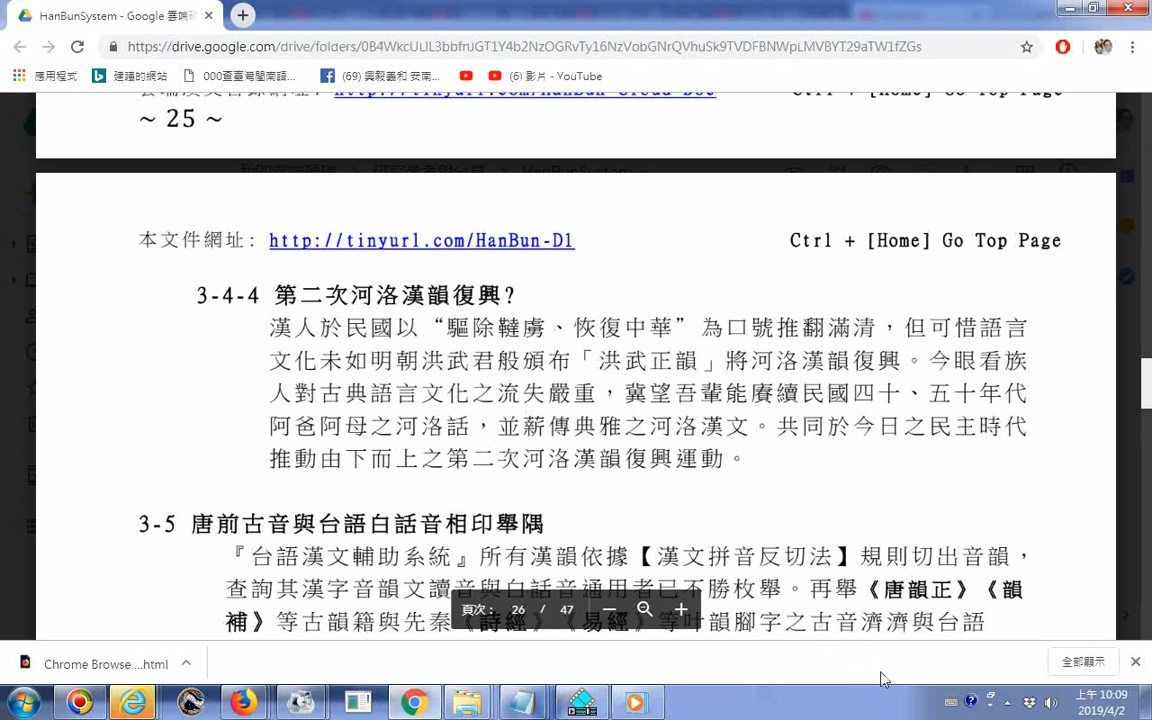 HanBunSystem - Google 雲端硬
https://drive.google.com/drive/folders/0B4WkcULlL3bbfnJGT1Y4b2NzOGRvTy16NzVobGNrQVhuSk9TVDFBNWpLMVBYT29aTW1fZGs
應用程式 建議的網站 000查臺灣閩南語... (69) 興毅義和 安南... (6) 影片 - YouTube
~ 25 ~
本文件網址: http://tinyurl.com/HanBun-D1 Ctrl + [Home] Go Top Page
3-4-4 第二次河洛漢韻復興?
漢人於民國以“驅除韃虜、恢復中華”為口號推翻滿清，但可惜語言
文化未如明朝洪武君般頒布「洪武正韻」將河洛漢韻復興。今眼看族
人對古典語言文化之流失嚴重，冀望吾輩能賡續民國四十、五十年代
阿爸阿母之河洛話，並薪傳典雅之河洛漢文。共同於今日之民主時代
推動由下而上之第二次河洛漢韻復興運動。
3-5 唐前古音與台語白話音相印舉隅
『台語漢文輔助系統』所有漢韻依據【漢文拼音反切法】規則切出音韻，
查詢其漢字音韻文讀音與白話音通用者已不勝枚舉。再舉《唐韻正》《韻
補》等古韻籍與先秦《詩經》《易經》等叶韻腳字之古音濟濟與台語
頁次： 26 / 47
Chrome Browse....html 全部顯示
上午 10:09
2019/4/2